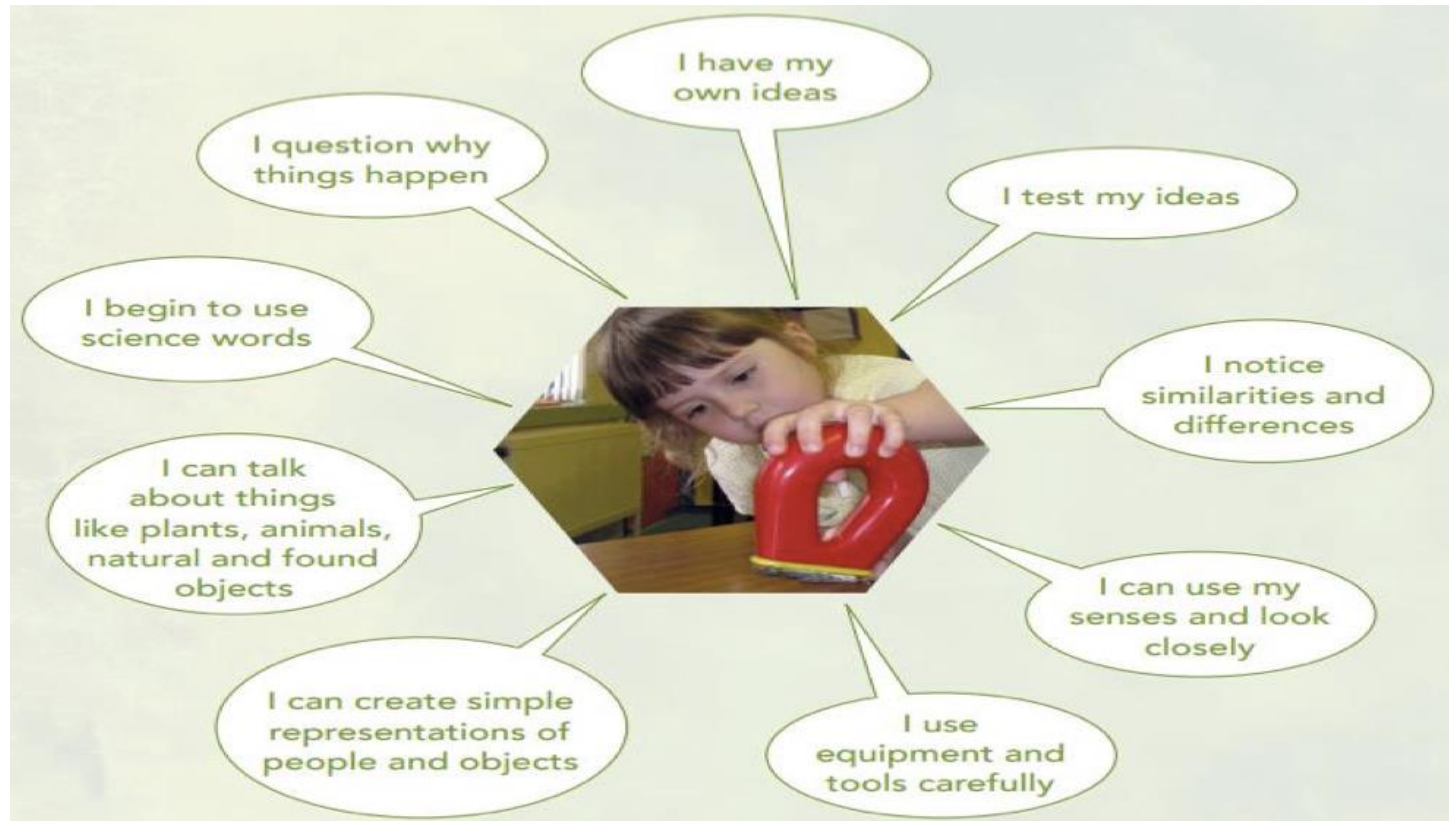 I have my
own ideas
I question why
things happen
I test my ideas
I begin to use
science words
I notice
similarities and
differences
I can talk
about things
like plants, animals,
natural and found
objects
I can use my
senses and look
closely
I can create simple
representations of
people and objects
I use
equipment and
tools carefully